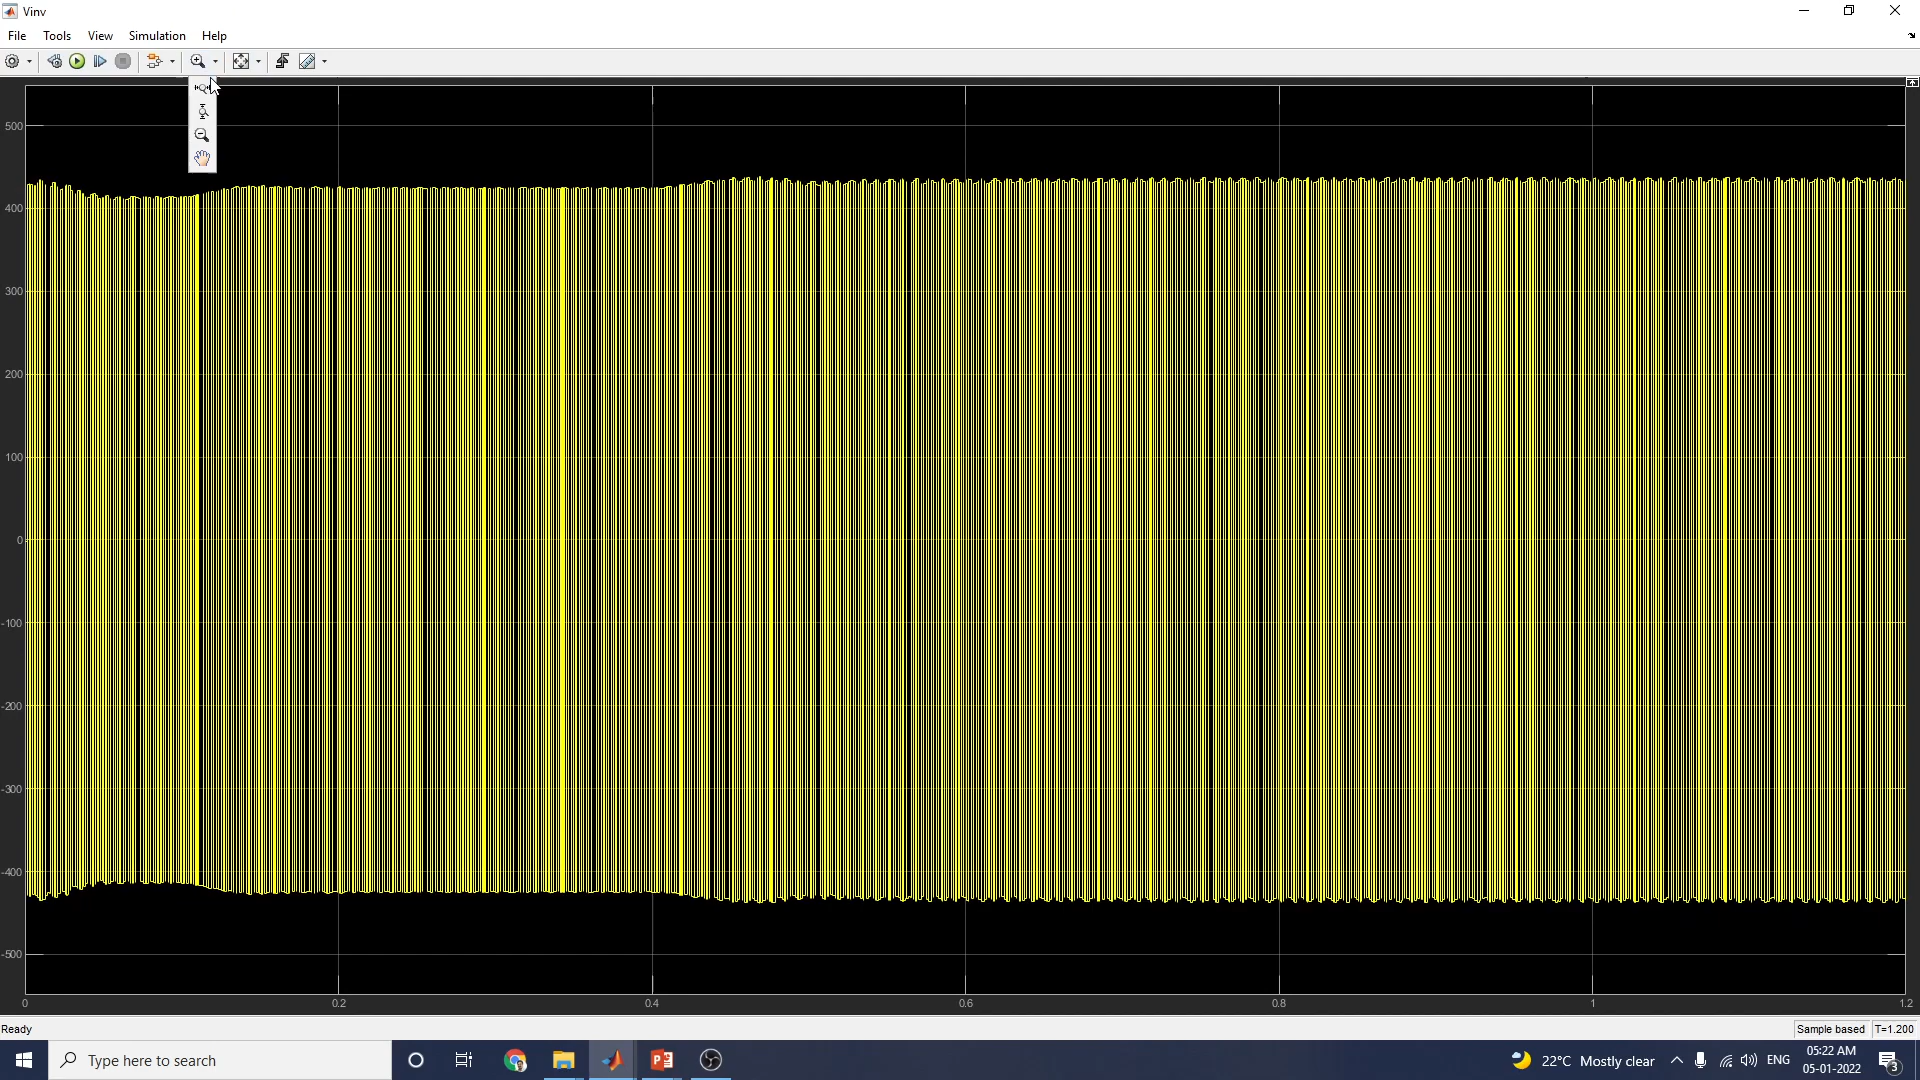 Vinv
File Tools View Simulation Help
500
400
300
200
100
0
-100
-200
-300
-400
-500
0 0.2 0.4 0.6 0.8 1 1.2
Ready
Sample based T=1.200
Type here to search
22°C Mostly clear
ENG
05:22 AM
05-01-2022
3